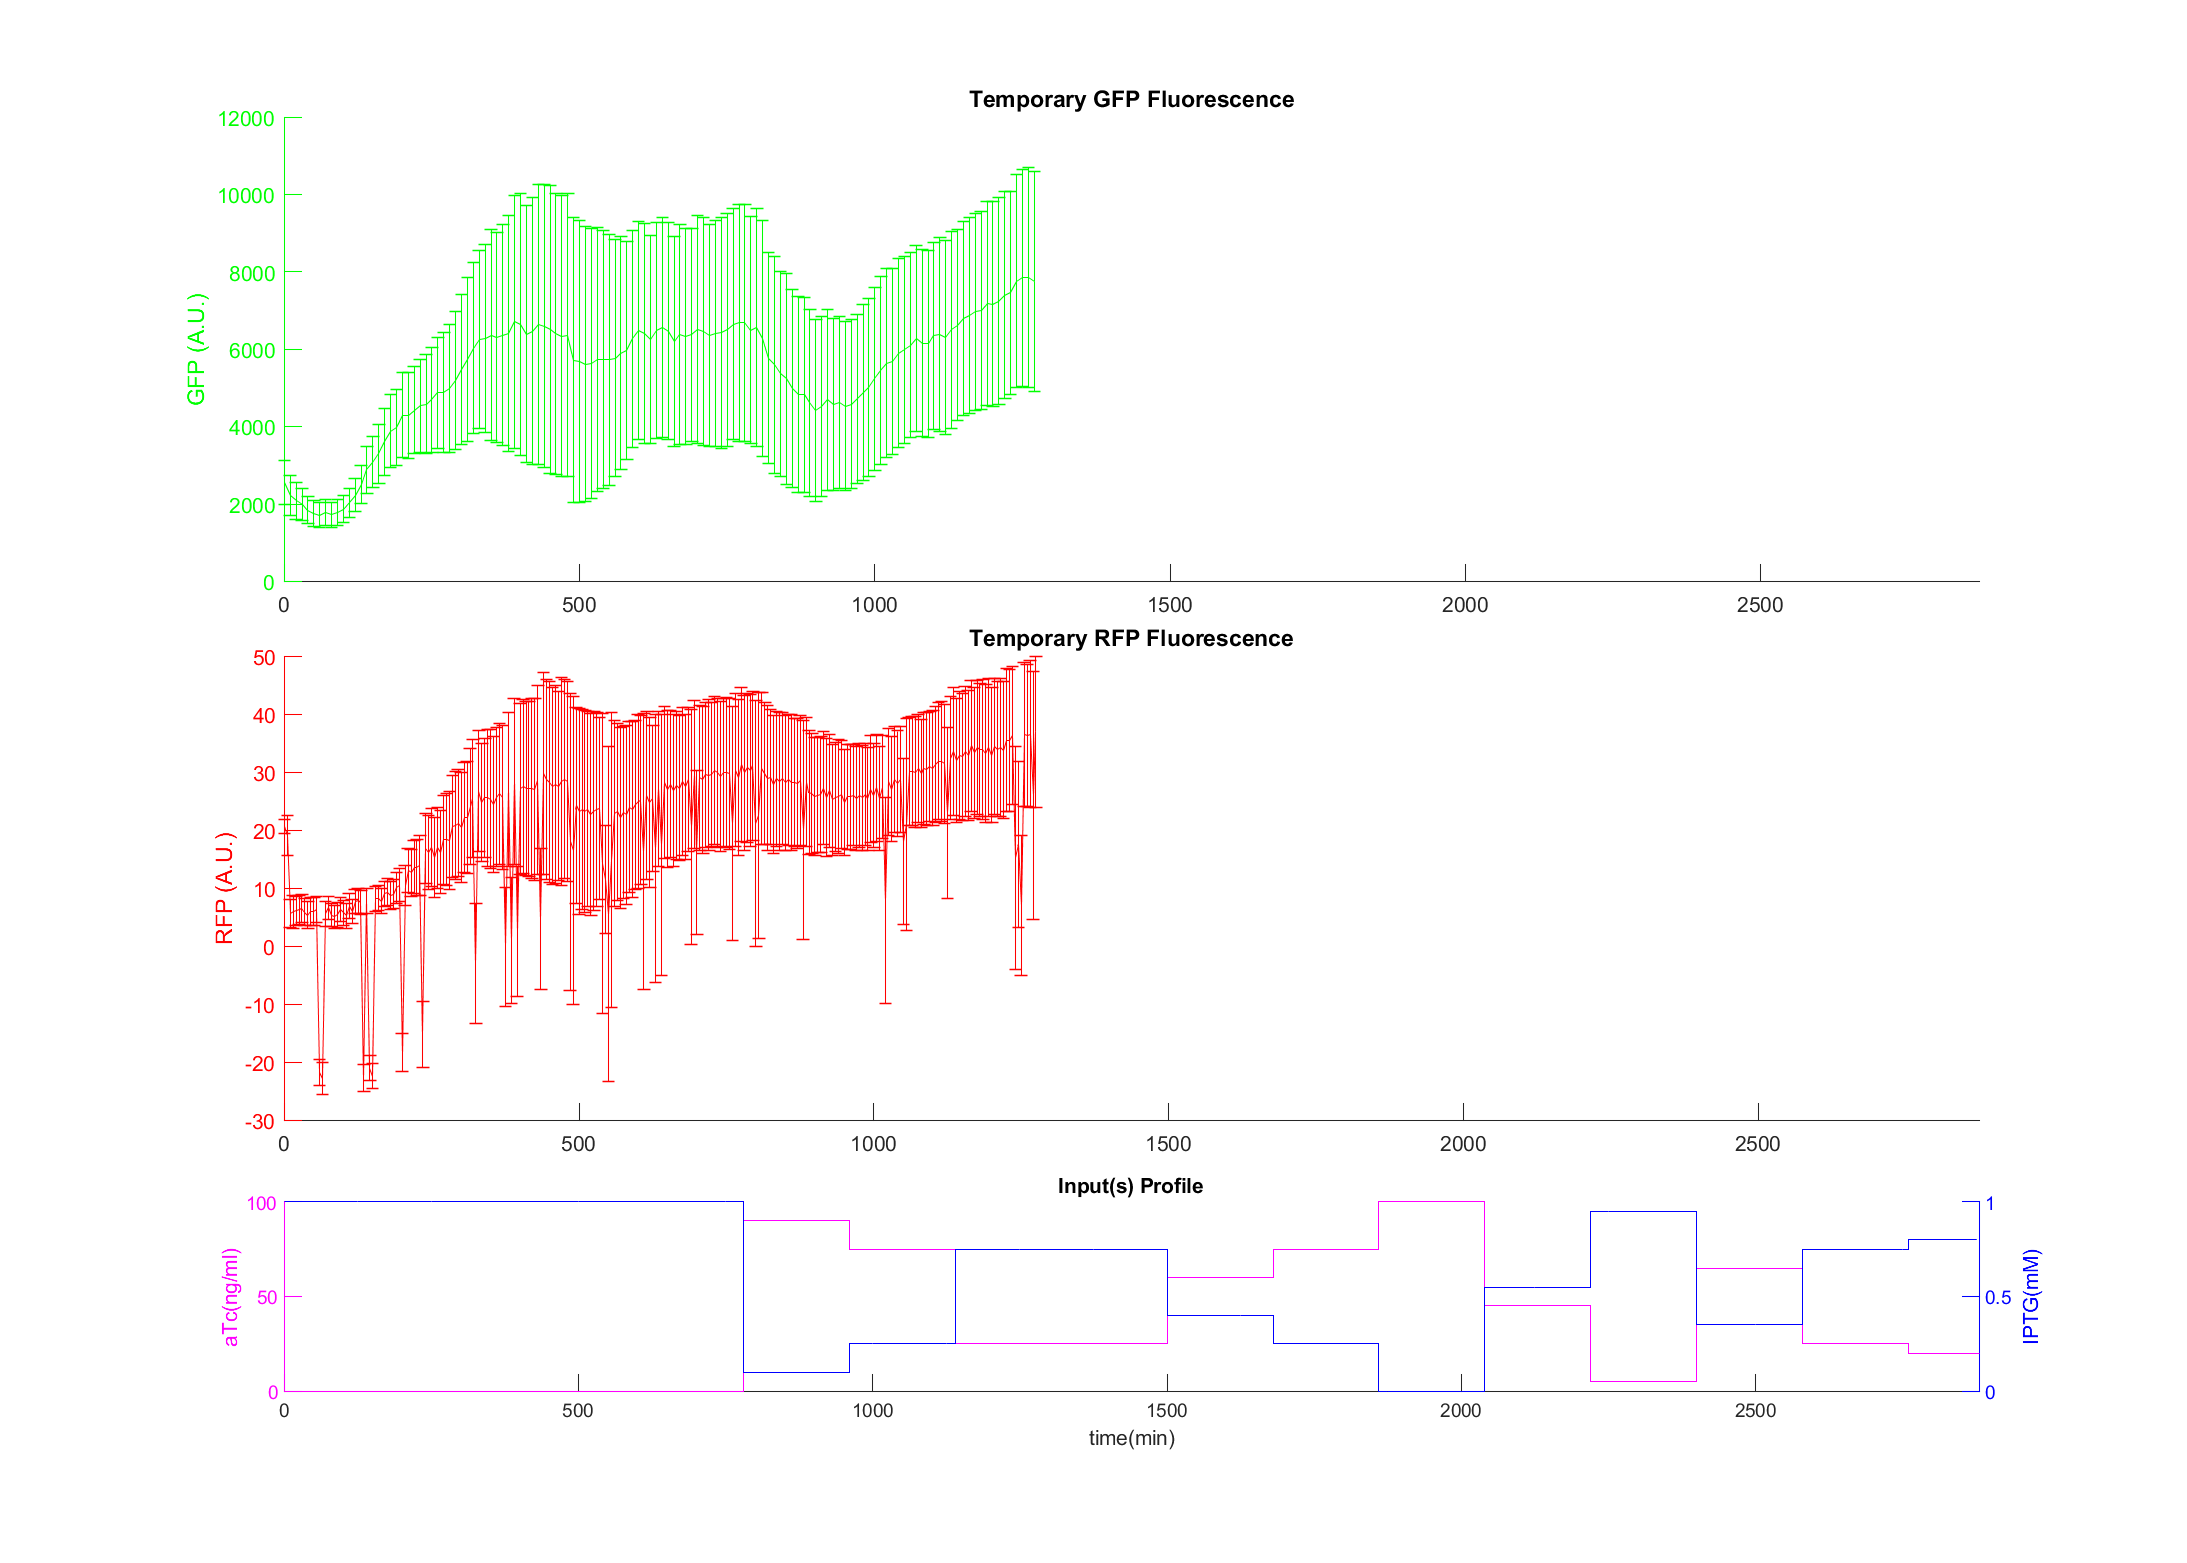 Temporary GFP Fluorescence
12000
10000
8000
6000
4000
2000
0
GFP (A.U.)
0 500 1000 1500 2000 2500
Temporary RFP Fluorescence
50
40
30
20
10
0
-10
-20
-30
RFP (A.U.)
0 500 1000 1500 2000 2500
Input(s) Profile
100
50
0
aTc(ng/ml)
1
0.5
0
IPTG(mM)
0 500 1000 1500 2000 2500
time(min)